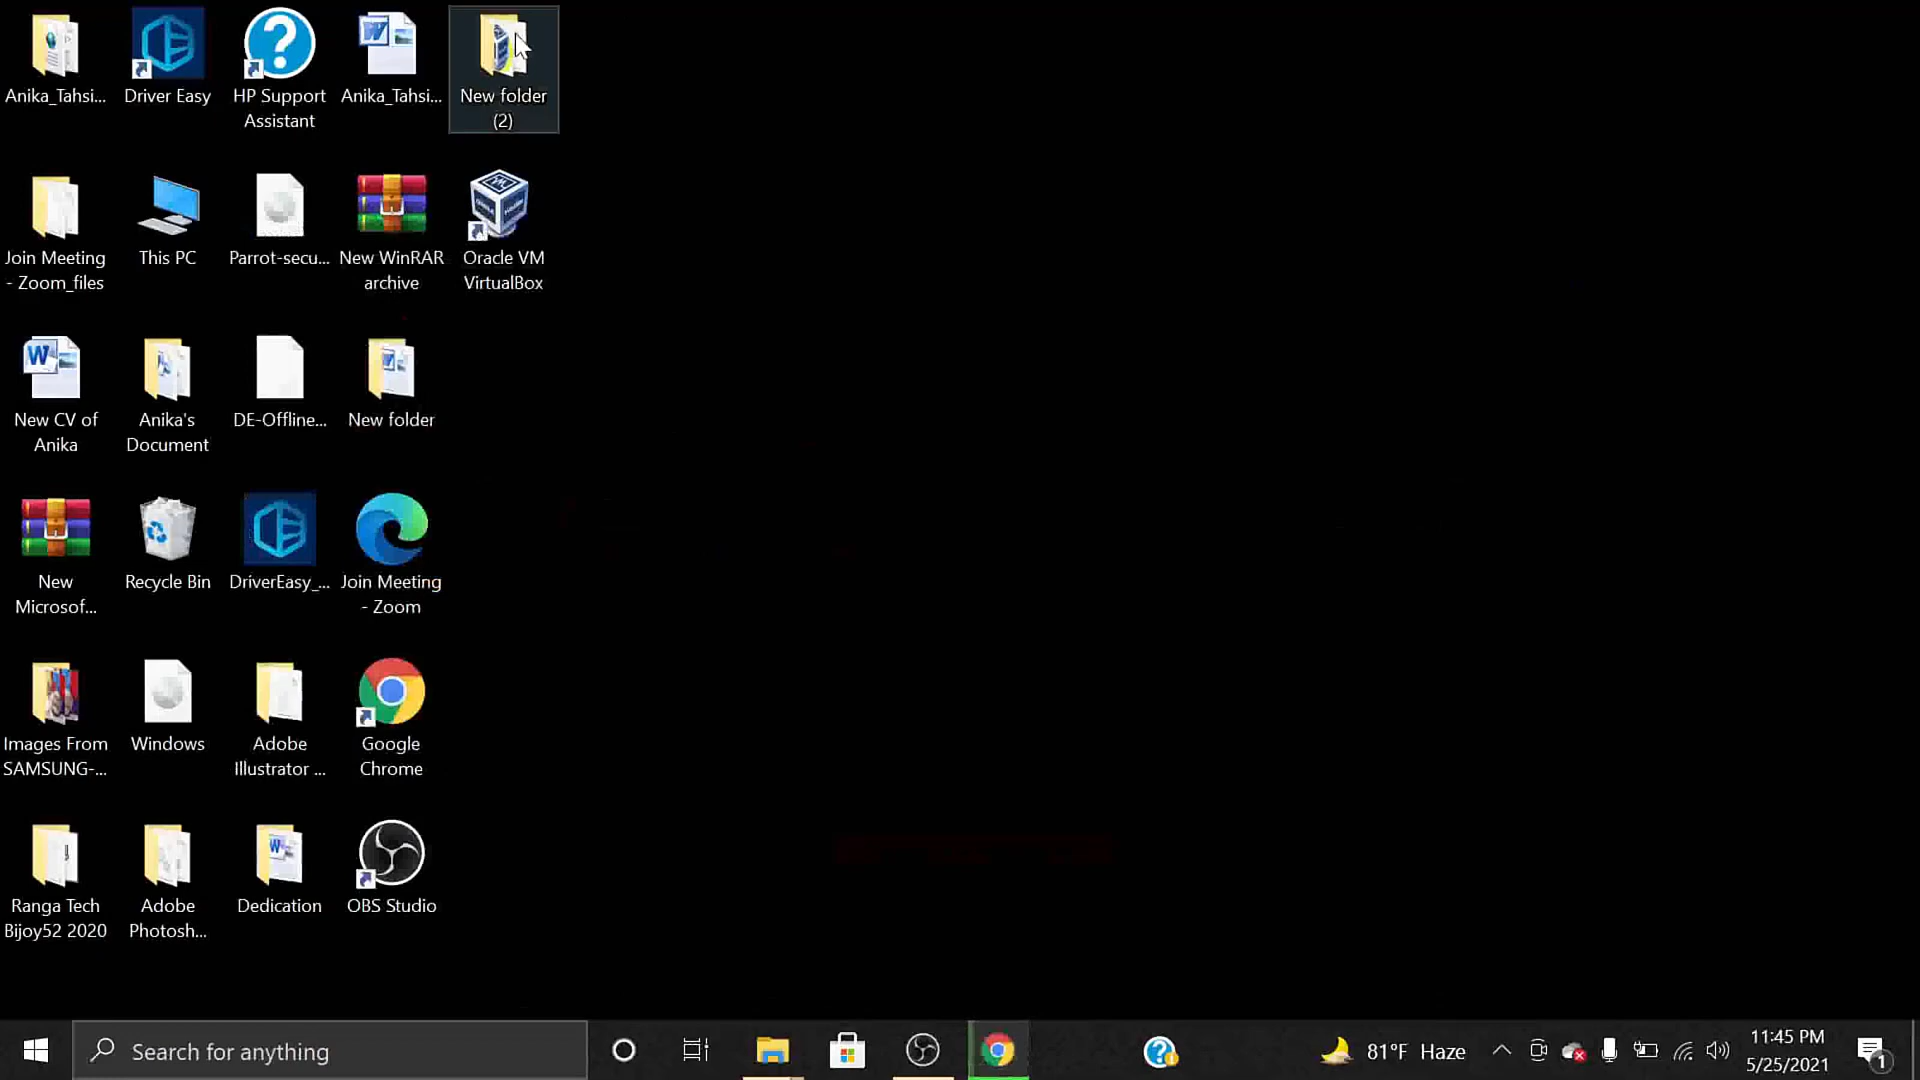 Anika_Tahsi...
Driver Easy
HP Support
Assistant
Anika_Tahsi...
New folder
(2)
Join Meeting
- Zoom_files
This PC
Parrot-secu...
New WinRAR
archive
Oracle VM
VirtualBox
New CV of
Anika
Anika's
Document
DE-Offline...
New folder
New
Microsof...
Recycle Bin
DriverEasy_...
Join Meeting
- Zoom
Images From
SAMSUNG-...
Windows
Adobe
Illustrator ...
Google
Chrome
Ranga Tech
Bijoy52 2020
Adobe
Photosh...
Dedication
OBS Studio
Search for anything
81°F Haze
11:45 PM
5/25/2021
1